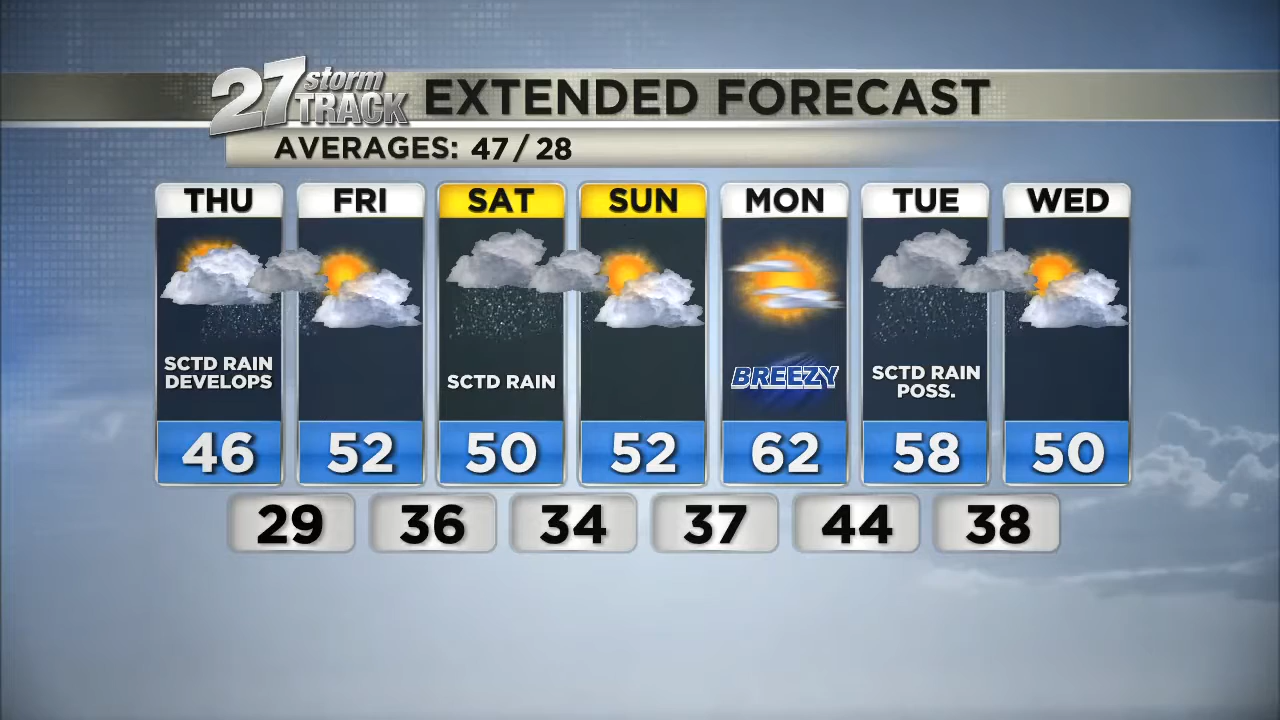 27 storm TRACK EXTENDED FORECAST
AVERAGES: 47/28
THU FRI SAT SUN MON TUE WED
SCTD RAIN
DEVELOPS
SCTD RAIN
BREEZY
SCTD RAIN
POSS.
46 52 50 52 62 58 50
29 36 34 37 44 38